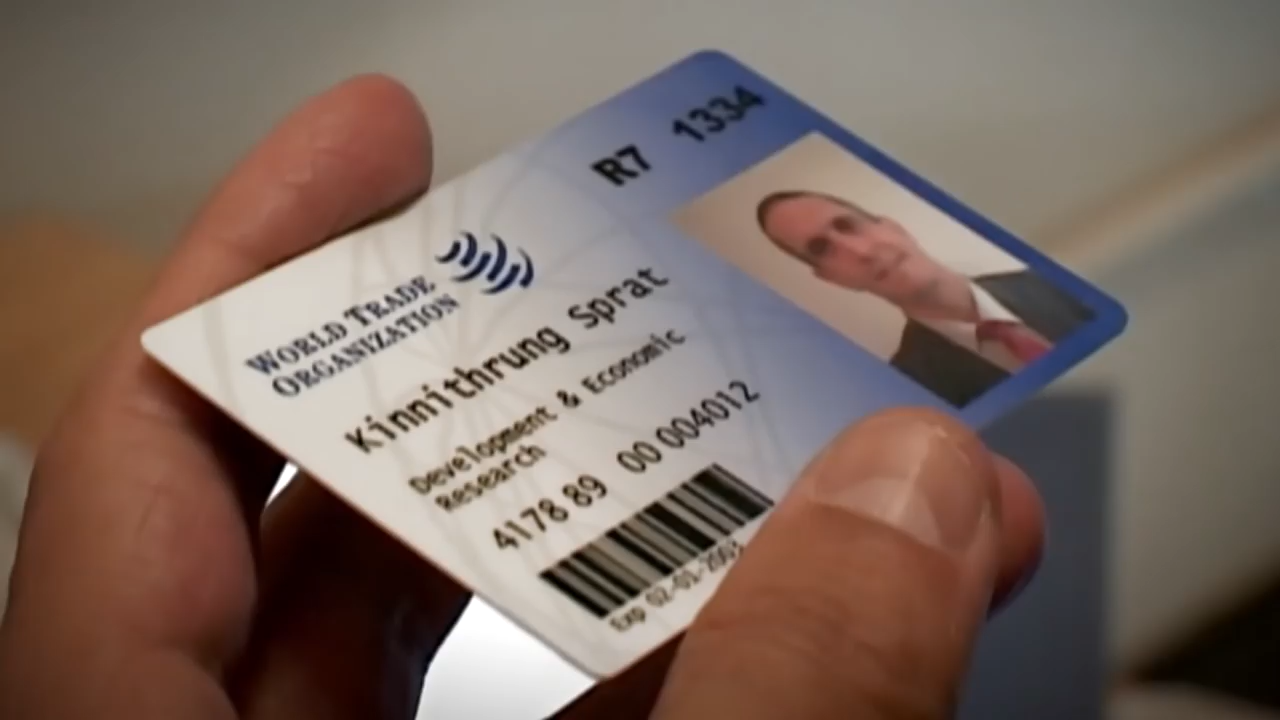 R7 1334
WORLD TRADE
ORGANIZATION
Kinnithrung Sprat
Development & Economic
Research
4178 89 00 004012
Exp 02-01-2003